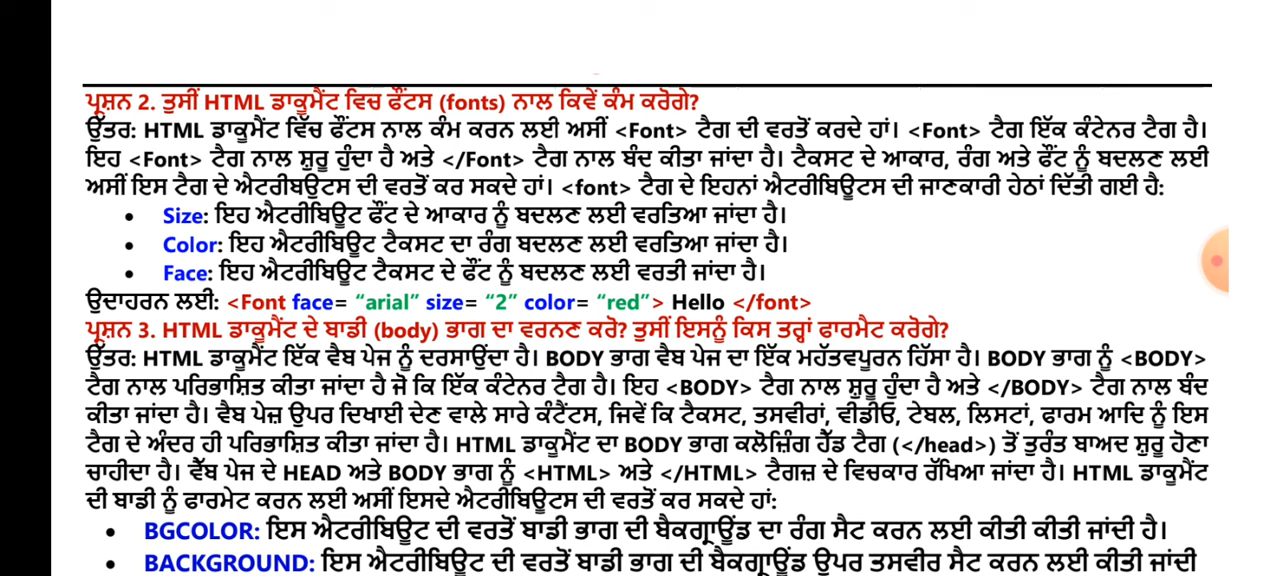 ਪ੍ਰਸ਼ਨ 2. ਤੁਸੀਂ HTML ਡਾਕੂਮੈਂਟ ਵਿਚ ਫੌਂਟਸ (fonts) ਨਾਲ ਕਿਵੇਂ ਕੰਮ ਕਰੋਗੇ?
ਉੱਤਰ: HTML ਡਾਕੂਮੈਂਟ ਵਿੱਚ ਫੌਂਟਸ ਨਾਲ ਕੰਮ ਕਰਨ ਲਈ ਅਸੀਂ <Font> ਟੈਗ ਦੀ ਵਰਤੋਂ ਕਰਦੇ ਹਾਂ। <Font> ਟੈਗ ਇੱਕ ਕੰਟੇਨਰ ਟੈਗ ਹੈ।
ਇਹ <Font> ਟੈਗ ਨਾਲ ਸ਼ੁਰੂ ਹੁੰਦਾ ਹੈ ਅਤੇ </Font> ਟੈਗ ਨਾਲ ਬੰਦ ਕੀਤਾ ਜਾਂਦਾ ਹੈ। ਟੈਕਸਟ ਦੇ ਆਕਾਰ, ਰੰਗ ਅਤੇ ਫੌਂਟ ਨੂੰ ਬਦਲਣ ਲਈ
ਅਸੀਂ ਇਸ ਟੈਗ ਦੇ ਐਟਰੀਬਿਊਟਸ ਦੀ ਵਰਤੋਂ ਕਰ ਸਕਦੇ ਹਾਂ। <font> ਟੈਗ ਦੇ ਇਹਨਾਂ ਐਟਰੀਬਿਊਟਸ ਦੀ ਜਾਣਕਾਰੀ ਹੇਠਾਂ ਦਿੱਤੀ ਗਈ ਹੈ:
• Size: ਇਹ ਐਟਰੀਬਿਊਟ ਫੌਂਟ ਦੇ ਆਕਾਰ ਨੂੰ ਬਦਲਣ ਲਈ ਵਰਤਿਆ ਜਾਂਦਾ ਹੈ।
• Color: ਇਹ ਐਟਰੀਬਿਊਟ ਟੈਕਸਟ ਦਾ ਰੰਗ ਬਦਲਣ ਲਈ ਵਰਤਿਆ ਜਾਂਦਾ ਹੈ।
• Face: ਇਹ ਐਟਰੀਬਿਊਟ ਟੈਕਸਟ ਦੇ ਫੌਂਟ ਨੂੰ ਬਦਲਣ ਲਈ ਵਰਤੀ ਜਾਂਦਾ ਹੈ।
ਉਦਾਹਰਨ ਲਈ: <Font face= “arial” size= “2” color= “red”> Hello </font>
ਪ੍ਰਸ਼ਨ 3. HTML ਡਾਕੂਮੈਂਟ ਦੇ ਬਾਡੀ (body) ਭਾਗ ਦਾ ਵਰਨਣ ਕਰੋ? ਤੁਸੀਂ ਇਸਨੂੰ ਕਿਸ ਤਰ੍ਹਾਂ ਫਾਰਮੈਟ ਕਰੋਗੇ?
ਉੱਤਰ: HTML ਡਾਕੂਮੈਂਟ ਇੱਕ ਵੈਬ ਪੇਜ ਨੂੰ ਦਰਸਾਉਂਦਾ ਹੈ। BODY ਭਾਗ ਵੈਬ ਪੇਜ ਦਾ ਇੱਕ ਮਹੱਤਵਪੂਰਨ ਹਿੱਸਾ ਹੈ। BODY ਭਾਗ ਨੂੰ <BODY>
ਟੈਗ ਨਾਲ ਪਰਿਭਾਸ਼ਿਤ ਕੀਤਾ ਜਾਂਦਾ ਹੈ ਜੋ ਕਿ ਇੱਕ ਕੰਟੇਨਰ ਟੈਗ ਹੈ। ਇਹ <BODY> ਟੈਗ ਨਾਲ ਸ਼ੁਰੂ ਹੁੰਦਾ ਹੈ ਅਤੇ </BODY> ਟੈਗ ਨਾਲ ਬੰਦ
ਕੀਤਾ ਜਾਂਦਾ ਹੈ। ਵੈਬ ਪੇਜ਼ ਉਪਰ ਦਿਖਾਈ ਦੇਣ ਵਾਲੇ ਸਾਰੇ ਕੰਟੈਂਟਸ, ਜਿਵੇਂ ਕਿ ਟੈਕਸਟ, ਤਸਵੀਰਾਂ, ਵੀਡੀਓ, ਟੇਬਲ, ਲਿਸਟਾਂ, ਫਾਰਮ ਆਦਿ ਨੂੰ ਇਸ
ਟੈਗ ਦੇ ਅੰਦਰ ਹੀ ਪਰਿਭਾਸ਼ਿਤ ਕੀਤਾ ਜਾਂਦਾ ਹੈ। HTML ਡਾਕੂਮੈਂਟ ਦਾ BODY ਭਾਗ ਕਲੋਜ਼ਿੰਗ ਹੈੱਡ ਟੈਗ (</head>) ਤੋਂ ਤੁਰੰਤ ਬਾਅਦ ਸ਼ੁਰੂ ਹੋਣਾ
ਚਾਹੀਦਾ ਹੈ। ਵੈੱਬ ਪੇਜ ਦੇ HEAD ਅਤੇ BODY ਭਾਗ ਨੂੰ <HTML> ਅਤੇ </HTML> ਟੈਗਜ਼ ਦੇ ਵਿਚਕਾਰ ਰੱਖਿਆ ਜਾਂਦਾ ਹੈ। HTML ਡਾਕੂਮੈਂਟ
ਦੀ ਬਾਡੀ ਨੂੰ ਫਾਰਮੇਟ ਕਰਨ ਲਈ ਅਸੀਂ ਇਸਦੇ ਐਟਰੀਬਿਊਟਸ ਦੀ ਵਰਤੋਂ ਕਰ ਸਕਦੇ ਹਾਂ:
• BGCOLOR: ਇਸ ਐਟਰੀਬਿਊਟ ਦੀ ਵਰਤੋਂ ਬਾਡੀ ਭਾਗ ਦੀ ਬੈਕਗ੍ਰਾਊਂਡ ਦਾ ਰੰਗ ਸੈਟ ਕਰਨ ਲਈ ਕੀਤੀ ਕੀਤੀ ਜਾਂਦੀ ਹੈ।
• BACKGROUND: ਇਸ ਐਟਰੀਬਿਊਟ ਦੀ ਵਰਤੋਂ ਬਾਡੀ ਭਾਗ ਦੀ ਬੈਕਗ੍ਰਾਊਂਡ ਉਪਰ ਤਸਵੀਰ ਸੈਟ ਕਰਨ ਲਈ ਕੀਤੀ ਜਾਂਦੀ